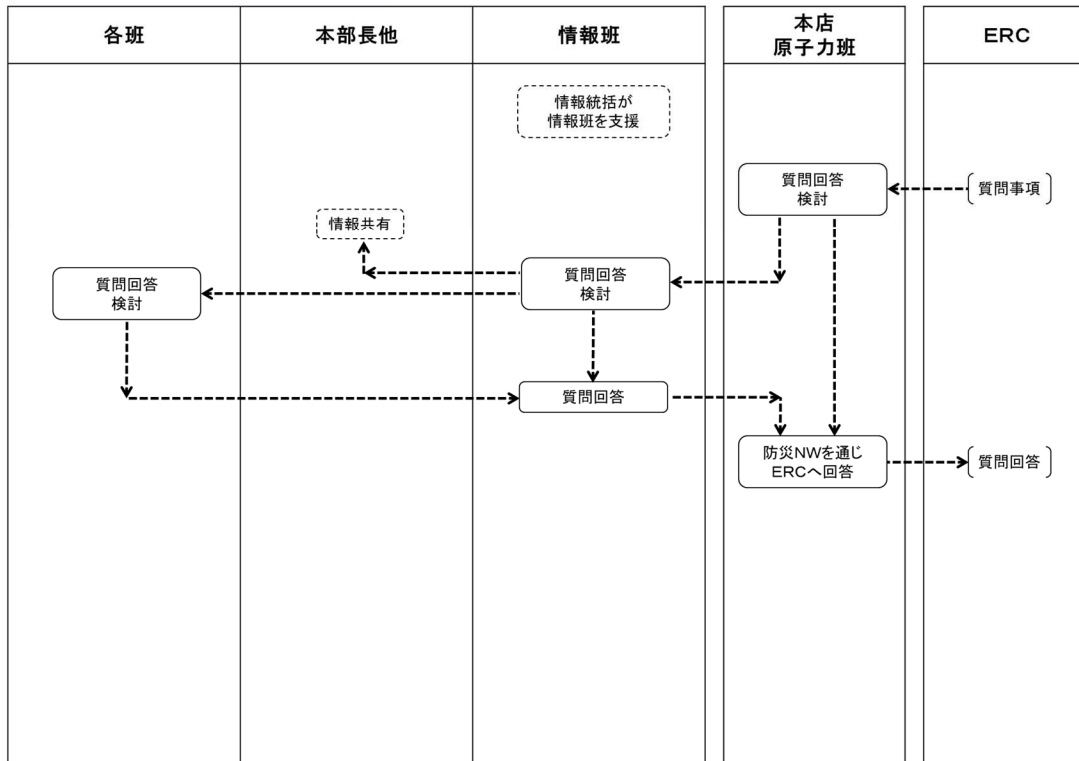 各班
本部長他
情報班
本店
原子力班
ERC
情報統括が
情報班を支援
質問回答
検討
質問事項
情報共有
質問回答
検討
質問回答
検討
質問回答
防災NWを通じ
ERCへ回答
質問回答